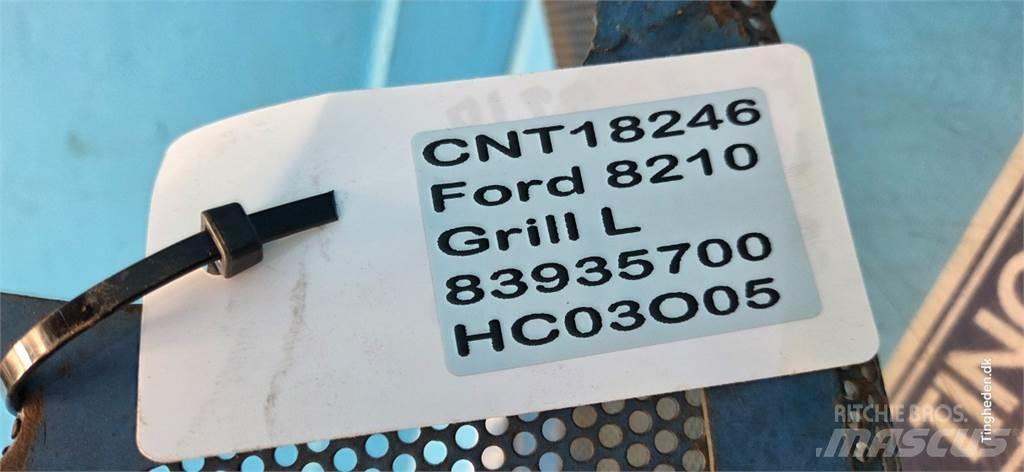 CNT18246
Ford 8210
Grill L
83935700
HC03O05
Tingheden.dk
RITCHIE BROS.
MASCUS